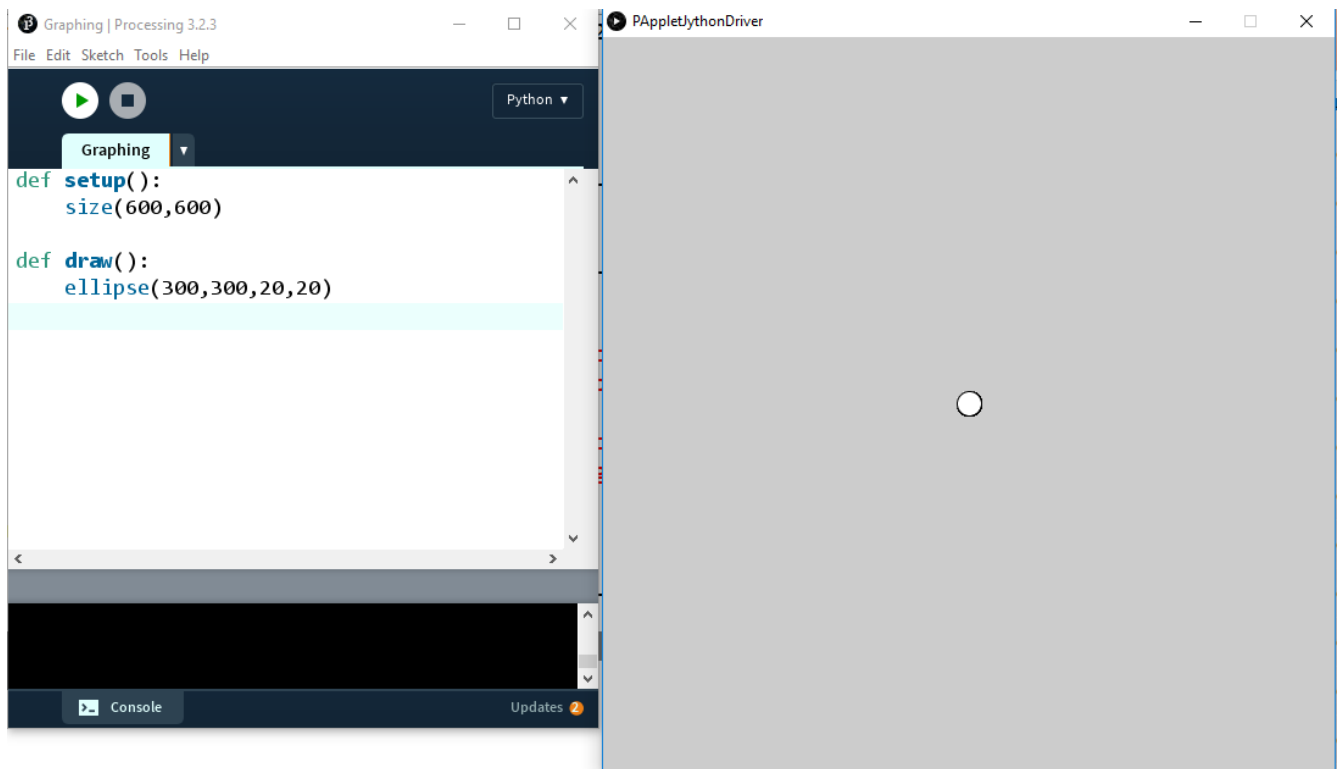 Graphing | Processing 3.2.3
File Edit Sketch Tools Help
Python ▼
Graphing ▼
def setup():
    size(600,600)

def draw():
    ellipse(300,300,20,20)
>_ Console
Updates 2
PAppletJythonDriver